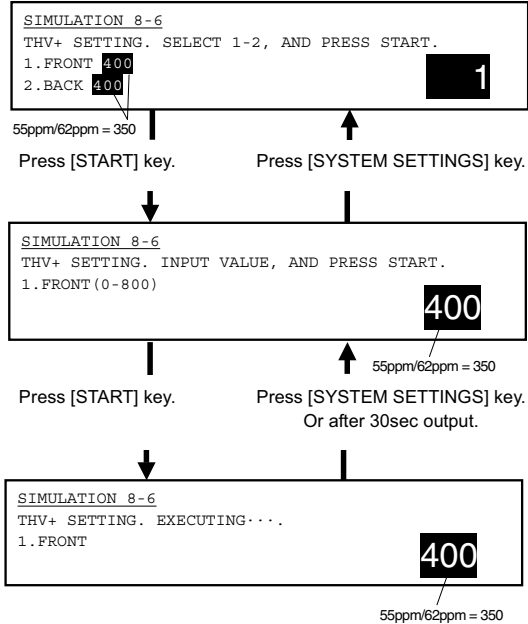 SIMULATION 8-6
THV+ SETTING. SELECT 1-2, AND PRESS START.
1.FRONT 400
2.BACK 400
1
55ppm/62ppm = 350
Press [START] key.
Press [SYSTEM SETTINGS] key.
SIMULATION 8-6
THV+ SETTING. INPUT VALUE, AND PRESS START.
1.FRONT(0-800)
400
55ppm/62ppm = 350
Press [START] key.
Press [SYSTEM SETTINGS] key.
Or after 30sec output.
SIMULATION 8-6
THV+ SETTING. EXECUTING···.
1.FRONT
400
55ppm/62ppm = 350